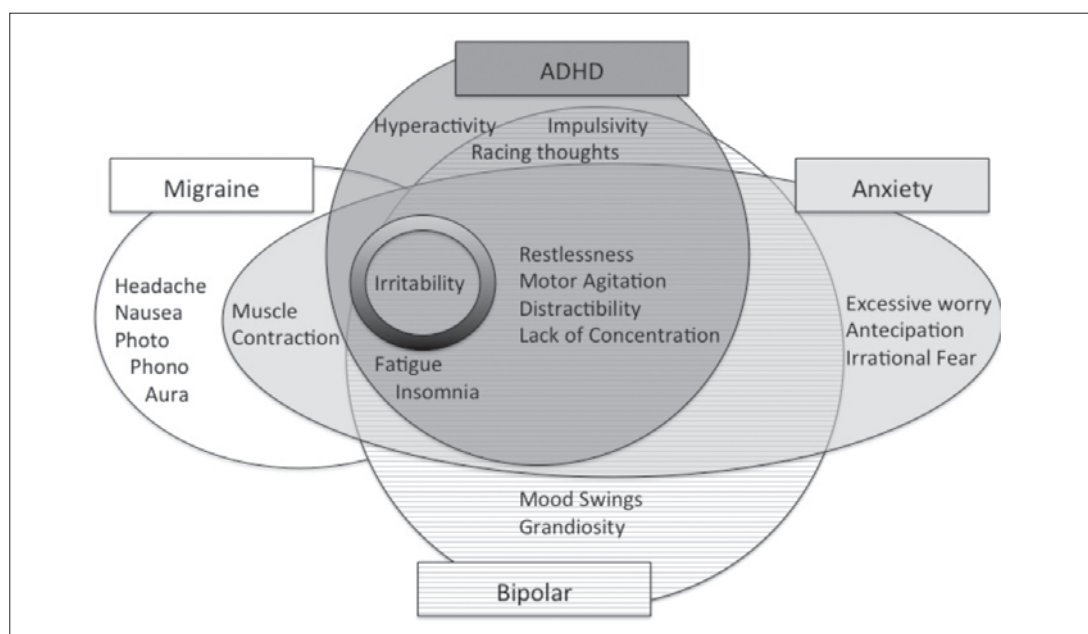 ADHD
Hyperactivity
Impulsivity
Racing thoughts
Migraine
Anxiety
Headache
Nausea
Photo
Phono
Aura
Muscle
Contraction
Irritability
Fatigue
Insomnia
Restlessness
Motor Agitation
Distractibility
Lack of Concentration
Excessive worry
Antecipation
Irrational Fear
Mood Swings
Grandiosity
Bipolar